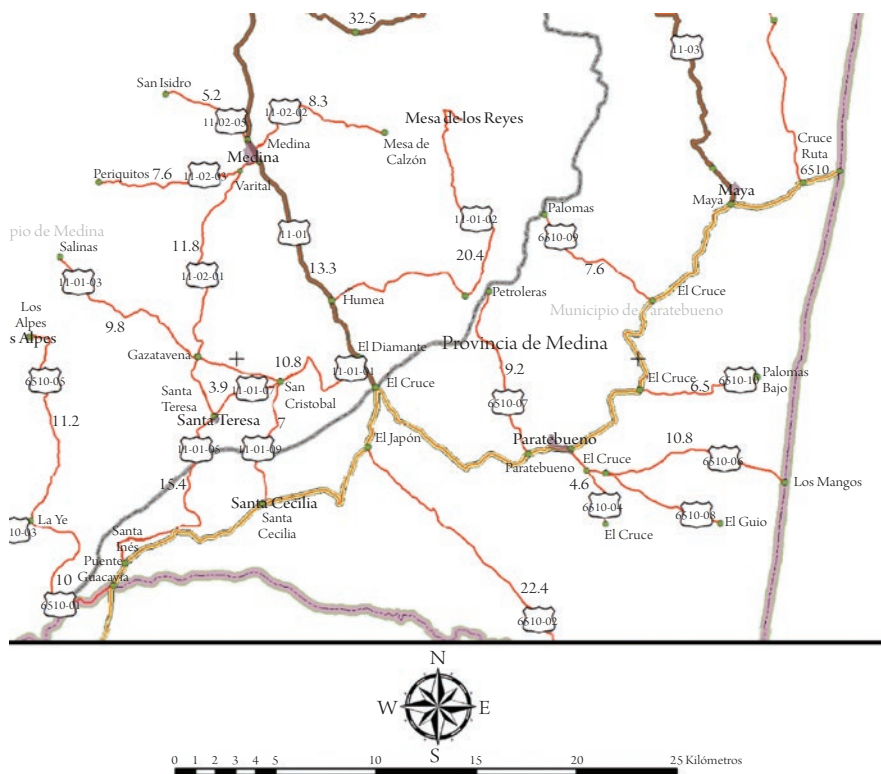 32.5
11-03
San Isidro
5.2
11-02-05
11-02-02
8.3
Mesa de los Reyes
Mesa de
Calzón
Medina
Medina
Cruce
Ruta
6510
Periquitos
7.6
11-02-03
Varital
Maya
Maya
Palomas
11-01-02
6510-09
pio de Medina
Salinas
11-01-03
11.8
11-02-01
11-01
13.3
20.4
7.6
Humea
Petroleras
El Cruce
Municipio de Paratebueno
Los
Alpes
s Alpes
9.8
Gazatavena
El Diamante
Provincia de Medina
10.8
11-01-01
9.2
6510-05
Santa
Teresa
3.9
11-01-07
San
Cristobal
El Cruce
El Cruce
6.5
6510-10
Palomas
Bajo
11.2
Santa Teresa
7
6510-07
11-01-05
11-01-09
El Japón
Paratebueno
Paratebueno
El Cruce
10.8
6510-06
4.6
Los Mangos
15.4
Santa Cecilia
Santa
Cecilia
6510-04
6510-08
El Cruce
El Guio
La Ye
10-03
Santa
Inés
Puente
Guacavía
10
6510-01
22.4
6510-02
N
W
E
S
0 1 2 3 4 5 10 15 20 25 Kilómetros